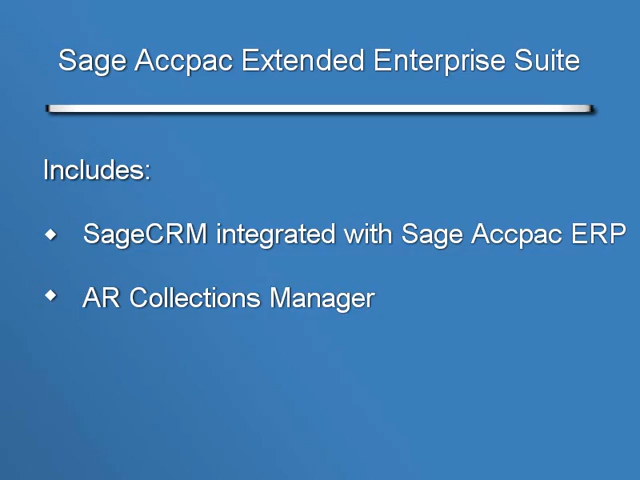 Sage Accpac Extended Enterprise Suite
Includes:
SageCRM integrated with Sage Accpac ERP
AR Collections Manager